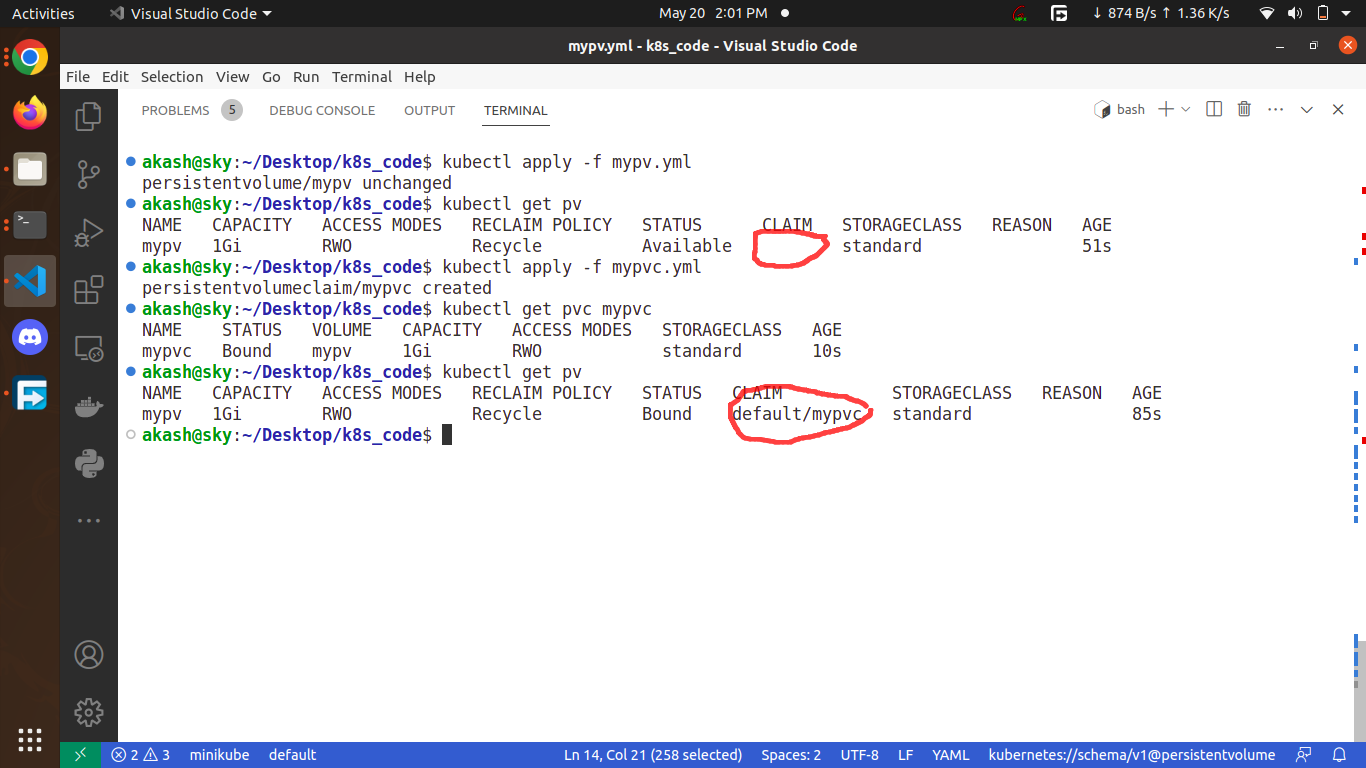 Activities Visual Studio Code May 20 2:01 PM ↓ 874 B/s ↑ 1.36 K/s
mypv.yml - k8s_code - Visual Studio Code
File Edit Selection View Go Run Terminal Help
PROBLEMS 5 DEBUG CONSOLE OUTPUT TERMINAL bash
akash@sky:~/Desktop/k8s_code$ kubectl apply -f mypv.yml
persistentvolume/mypv unchanged
akash@sky:~/Desktop/k8s_code$ kubectl get pv
NAME CAPACITY ACCESS MODES RECLAIM POLICY STATUS CLAIM STORAGECLASS REASON AGE
mypv 1Gi RWO Recycle Available standard 51s
akash@sky:~/Desktop/k8s_code$ kubectl apply -f mypvc.yml
persistentvolumeclaim/mypvc created
akash@sky:~/Desktop/k8s_code$ kubectl get pvc mypvc
NAME STATUS VOLUME CAPACITY ACCESS MODES STORAGECLASS AGE
mypvc Bound mypv 1Gi RWO standard 10s
akash@sky:~/Desktop/k8s_code$ kubectl get pv
NAME CAPACITY ACCESS MODES RECLAIM POLICY STATUS CLAIM STORAGECLASS REASON AGE
mypv 1Gi RWO Recycle Bound default/mypvc standard 85s
akash@sky:~/Desktop/k8s_code$
2 3 minikube default Ln 14, Col 21 (258 selected) Spaces: 2 UTF-8 LF YAML kubernetes://schema/v1@persistentvolume